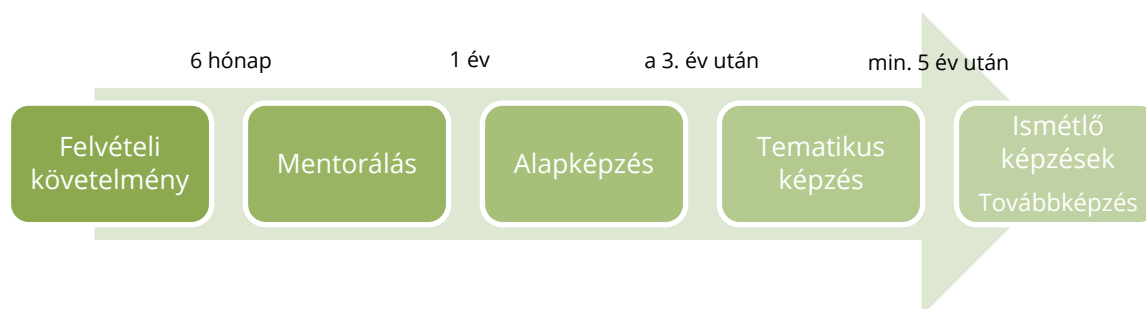 6 hónap
1 év
a 3. év után
min. 5 év után
Felvételi
követelmény
Mentorálás
Alapképzés
Tematikus
képzés
Ismétlő
képzések
Továbbképzés